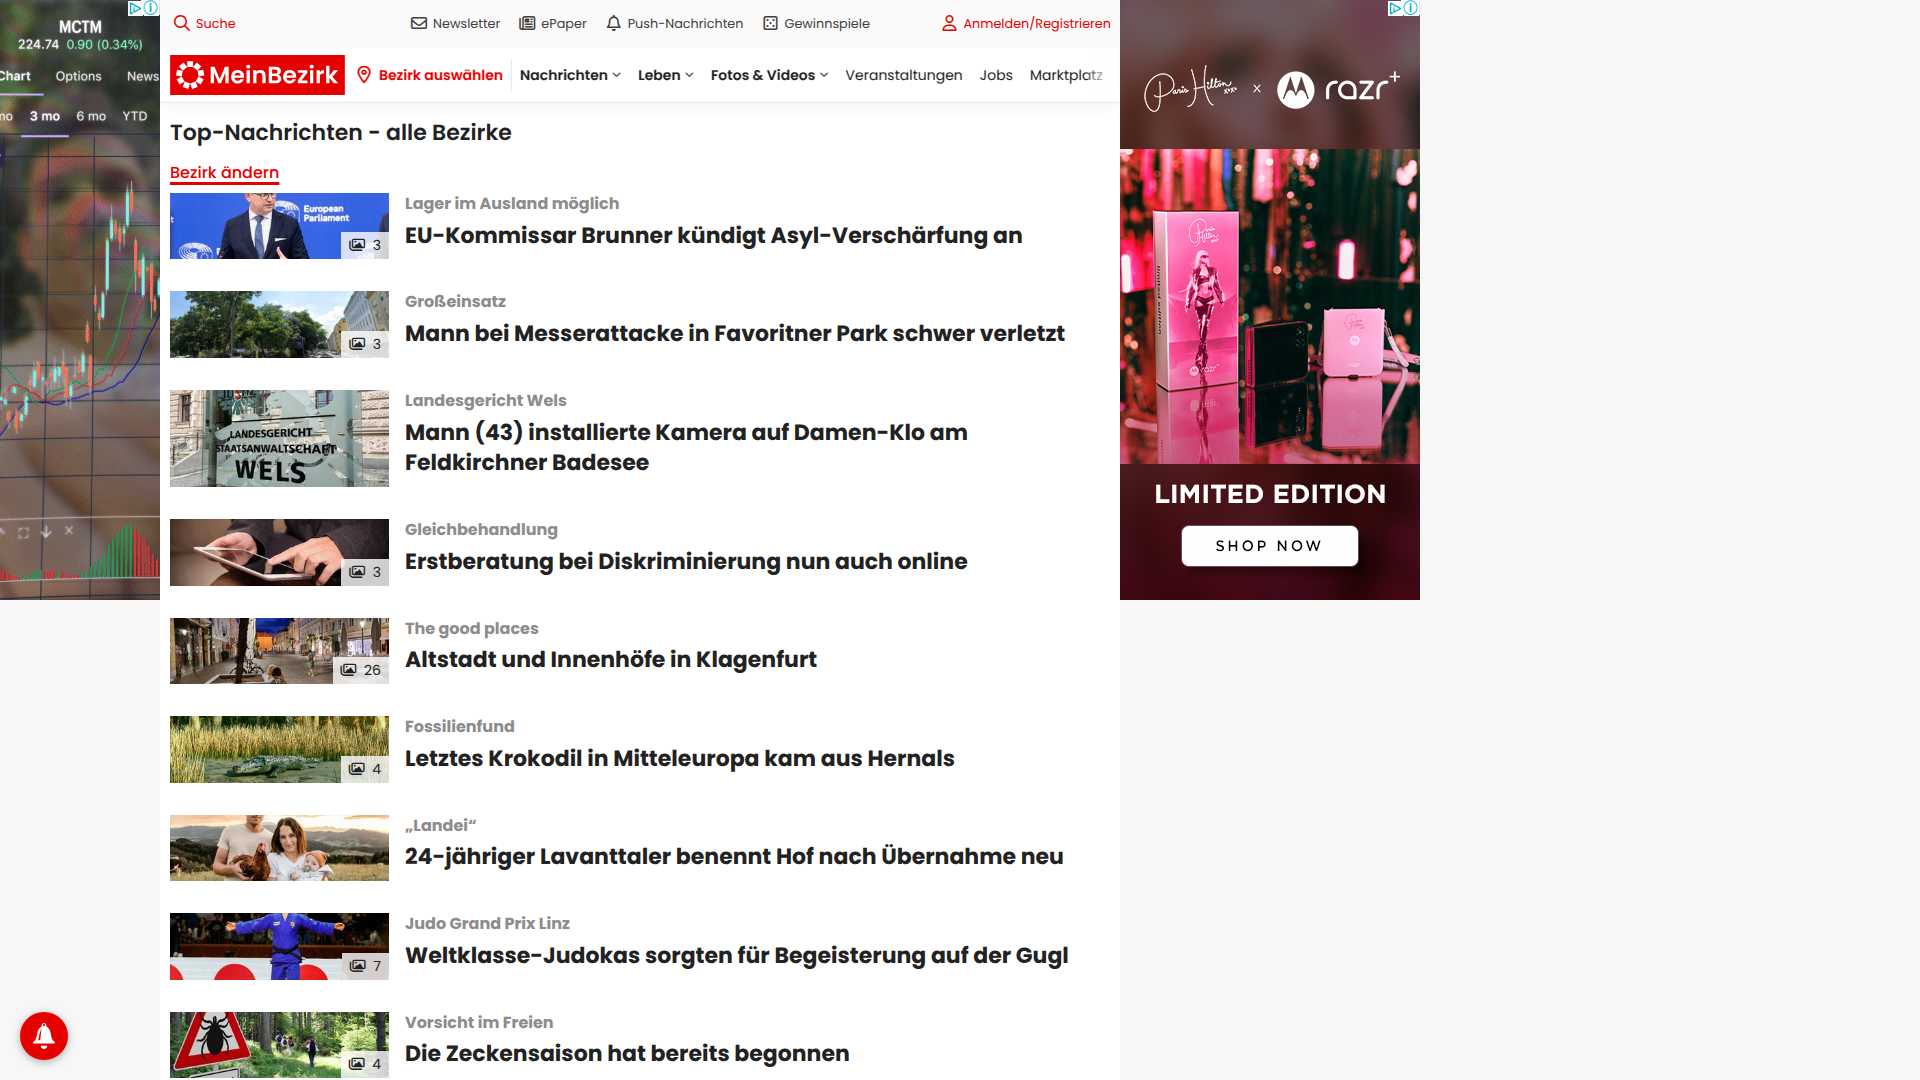 MCTM
224.74 0.90 (0.34%)
Chart Options News
mo 3 mo 6 mo YTD
Suche
Newsletter
ePaper
Push-Nachrichten
Gewinnspiele
Anmelden/Registrieren
MeinBezirk
Bezirk auswählen
Nachrichten
Leben
Fotos & Videos
Veranstaltungen
Jobs
Marktplatz
Top-Nachrichten - alle Bezirke
Bezirk ändern
European
Parliament
3
Lager im Ausland möglich
EU-Kommissar Brunner kündigt Asyl-Verschärfung an
3
Großeinsatz
Mann bei Messerattacke in Favoritner Park schwer verletzt
LANDESGERICHT
STAATSANWALTSCHAFT
WELS
Landesgericht Wels
Mann (43) installierte Kamera auf Damen-Klo am
Feldkirchner Badesee
3
Gleichbehandlung
Erstberatung bei Diskriminierung nun auch online
26
The good places
Altstadt und Innenhöfe in Klagenfurt
4
Fossilienfund
Letztes Krokodil in Mitteleuropa kam aus Hernals
„Landei“
24-jähriger Lavanttaler benennt Hof nach Übernahme neu
7
Judo Grand Prix Linz
Weltklasse-Judokas sorgten für Begeisterung auf der Gugl
4
Vorsicht im Freien
Die Zeckensaison hat bereits begonnen
Paris Hilton xoxo x razr+
Paris Hilton
razr+
LIMITED EDITION
SHOP NOW